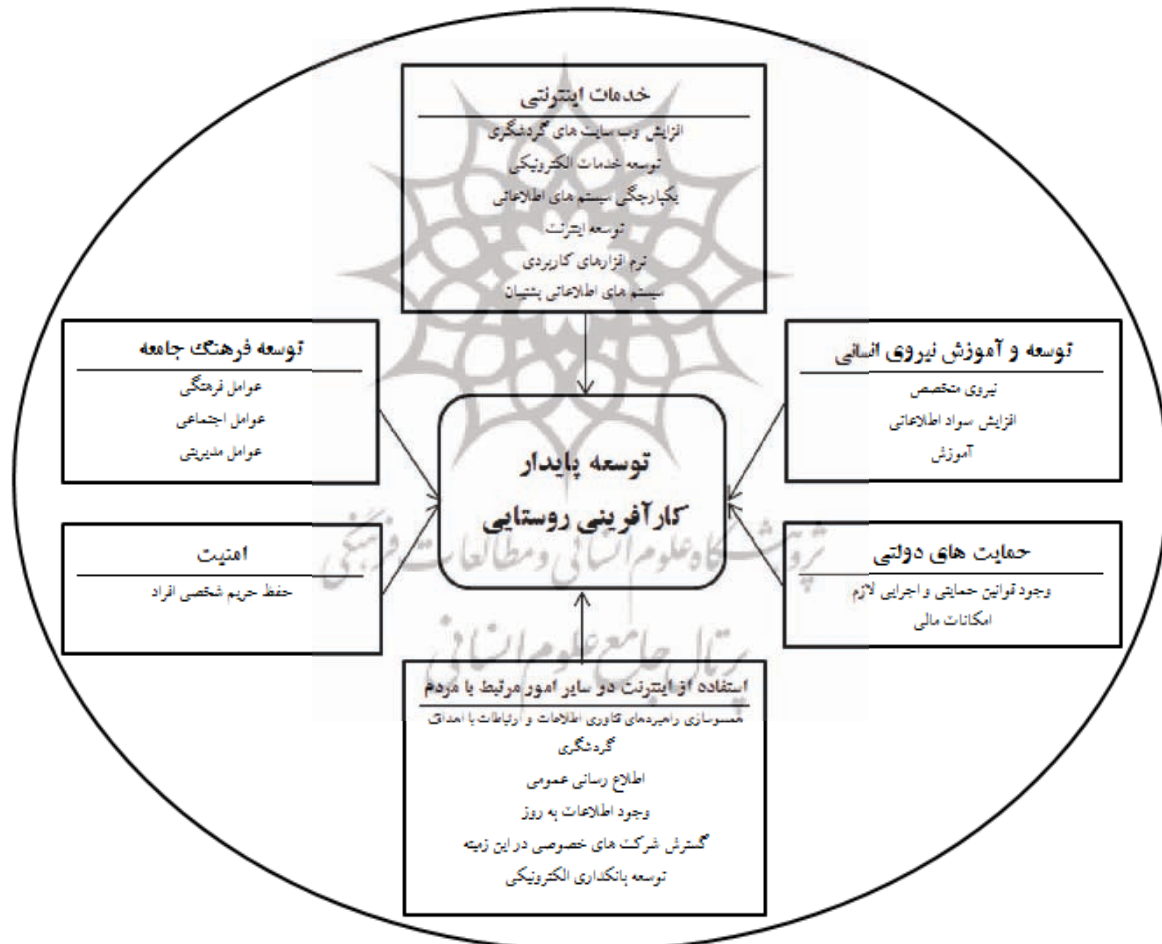 خدمات اینترنتی
افزایش وب سایت های گردشگری
توسعه خدمات الکترونیکی
یکپارچگی سیستم های اطلاعاتی
توسعه اینترنت
نرم افزارهای کاربردی
سیستم های اطلاعاتی پشتیبان
توسعه و آموزش نیروی انسانی
نیروی متخصص
افزایش سواد اطلاعاتی
آموزش
توسعه فرهنگ جامعه
عوامل فرهنگی
عوامل اجتماعی
عوامل مدیریتی
توسعه پایدار
کارآفرینی روستایی
حمایت های دولتی
وجود قوانین حمایتی و اجرایی لازم
امکانات مالی
امنیت
حفظ حریم شخصی افراد
پژوهشگاه علوم انسانی و مطالعات فرهنگی
پرتال جامع علوم انسانی
استفاده از اینترنت در سایر امور مرتبط با مردم
همسوسازی راهبردهای فناوری اطلاعات و ارتباطات با اهداف
گردشگری
اطلاع رسانی عمومی
وجود اطلاعات به روز
گسترش شرکت های خصوصی در این زمینه
توسعه بانکداری الکترونیکی